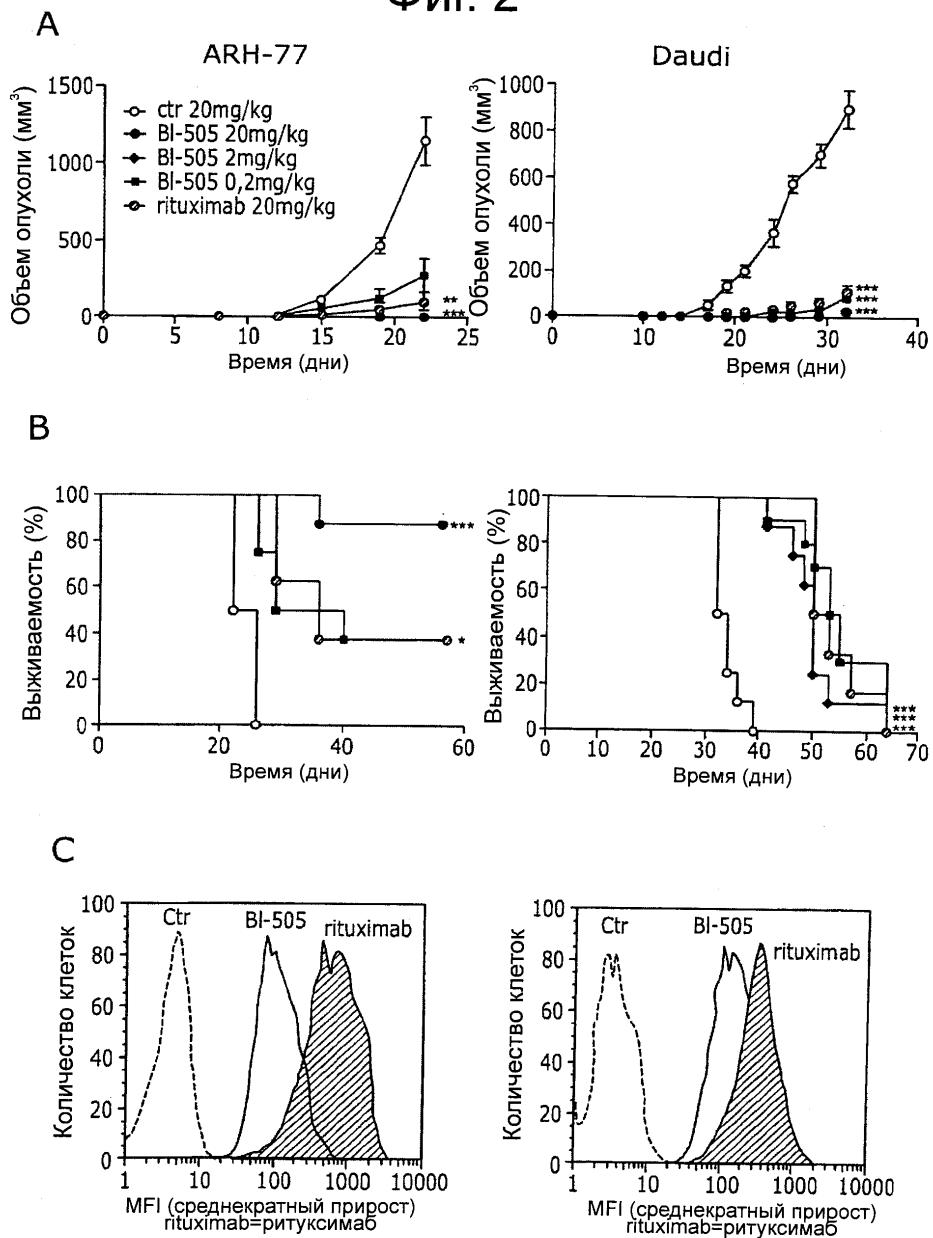 Фиг. 2
A
ARH-77
Daudi
Объем опухоли (мм³)
1500
1000
500
0
ctr 20mg/kg
BI-505 20mg/kg
BI-505 2mg/kg
BI-505 0,2mg/kg
rituximab 20mg/kg
**
***
0 5 10 15 20 25
Время (дни)
Объем опухоли (мм³)
1000
800
600
400
200
0
***
***
***
0 10 20 30 40
Время (дни)
B
Выживаемость (%)
100
80
60
40
20
0
***
*
0 20 40 60
Время (дни)
Выживаемость (%)
100
80
60
40
20
0
***
***
***
0 10 20 30 40 50 60 70
Время (дни)
C
Количество клеток
100
80
60
40
20
0
Ctr
BI-505
rituximab
1 10 100 1000 10000
MFI (среднекратный прирост)
rituximab=ритуксимаб
Количество клеток
100
80
60
40
20
0
Ctr
BI-505
rituximab
1 10 100 1000 10000
MFI (среднекратный прирост)
rituximab=ритуксимаб